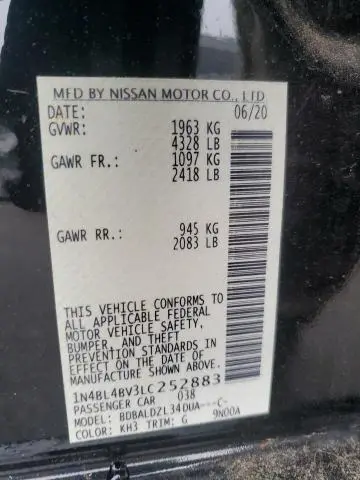 MFD BY NISSAN MOTOR CO., LTD
DATE: 06/20
GVWR: 1963 KG
4328 LB
GAWR FR.: 1097 KG
2418 LB
GAWR RR.: 945 KG
2083 LB
THIS VEHICLE CONFORMS TO
ALL APPLICABLE FEDERAL
MOTOR VEHICLE SAFETY,
BUMPER, AND THEFT
PREVENTION STANDARDS IN
EFFECT ON THE DATE OF
MANUFACTURE SHOWN ABOVE.
1N4BL4BV3LC252883
PASSENGER CAR 038
MODEL: BDBALDZL34DUA---C-
COLOR: KH3 TRIM: G 9N00A